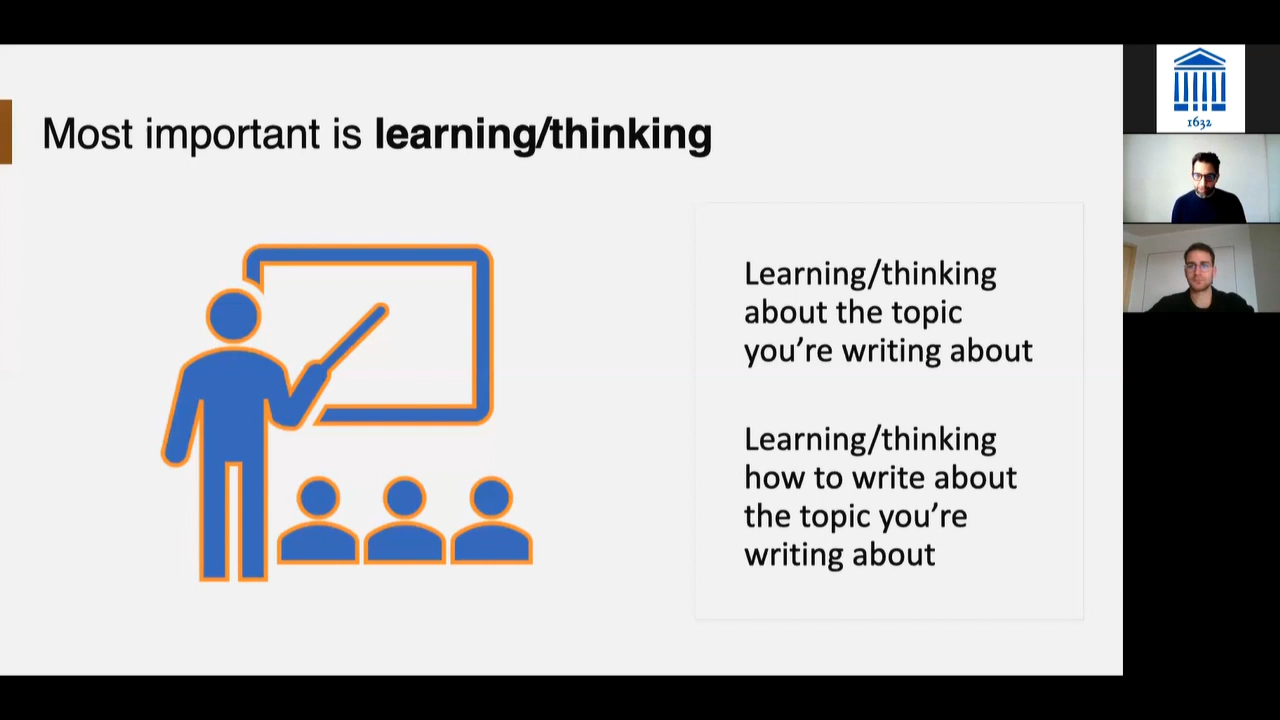 Most important is learning/thinking
Learning/thinking
about the topic
you’re writing about
Learning/thinking
how to write about
the topic you’re
writing about
1632